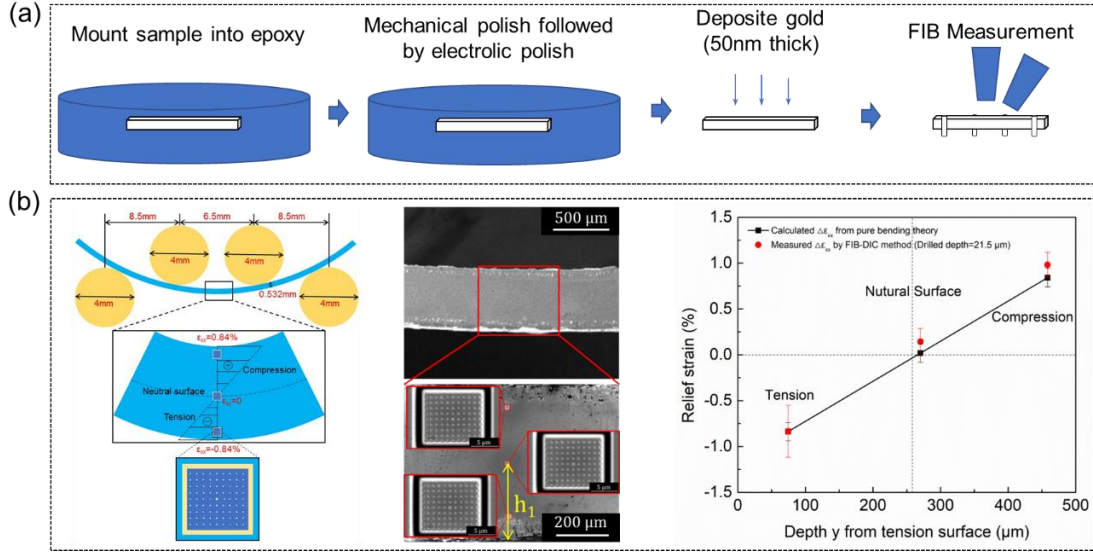 (a)
Mount sample into epoxy
Mechanical polish followed
by electrolic polish
Deposite gold
(50nm thick)
FIB Measurement
(b)
8.5mm
6.5mm
8.5mm
4mm
4mm
4mm
4mm
0.532mm
εxx=0.84%
Compression
Neutral surface
εxx=0
Tension
εxx=-0.84%
500 μm
5 μm
5 μm
5 μm
h1
200 μm
Calculated △εxx from pure bending theory
Measured △εxx by FIB-DIC method (Drilled depth=21.5 μm)
Nutural Surface
Compression
Tension
Relief strain (%)
1.5
1.0
0.5
0.0
-0.5
-1.0
-1.5
0
100
200
300
400
500
Depth y from tension surface (μm)